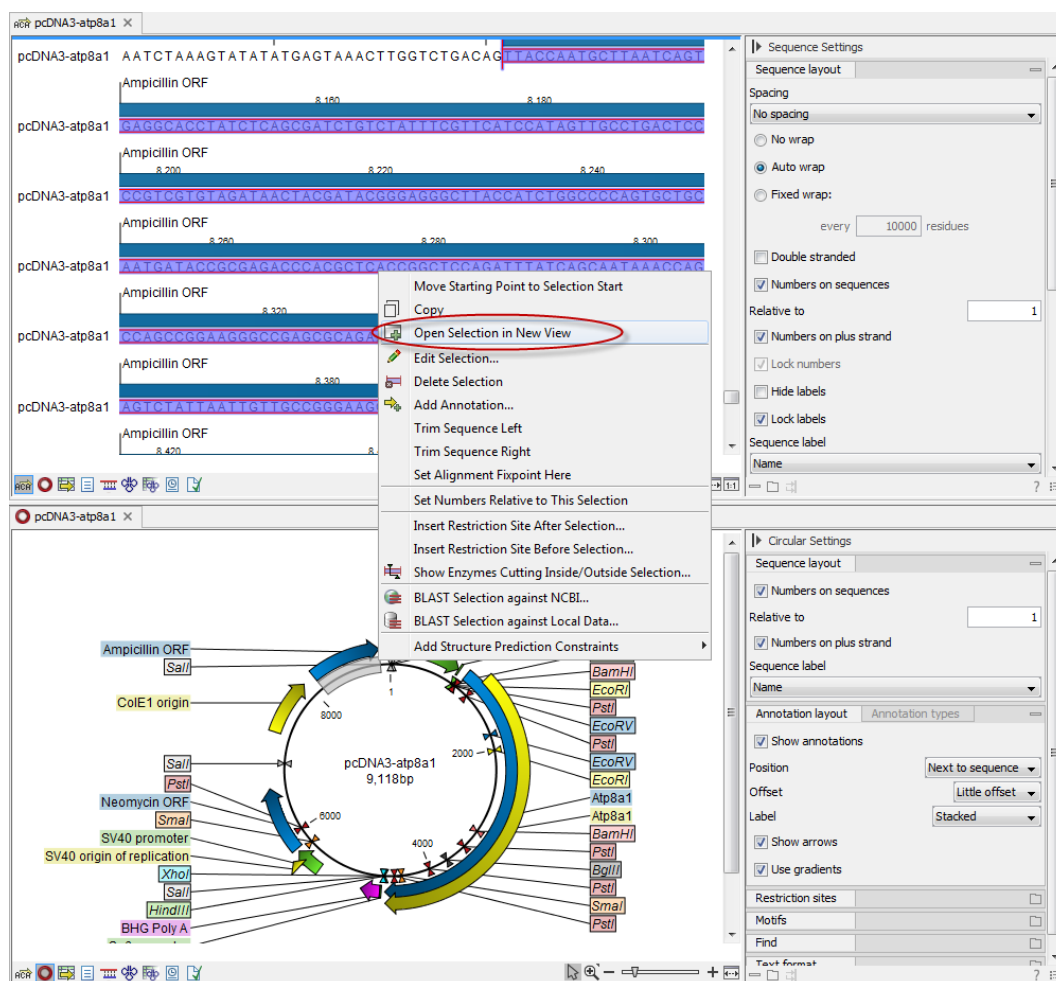 pcDNA3-atp8a1
pcDNA3-atp8a1 AATCTAAAGTATATATGAGTAAACTTGGTCTGACAGTTACCAATGCTTAATCAGT
Ampicillin ORF
8.160 8.180
pcDNA3-atp8a1 GAGGCACCTATCTCAGCGATCTGTCTATTTCGTTCATCCATAGTTGCCTGACTCC
Ampicillin ORF
8.200 8.220 8.240
pcDNA3-atp8a1 CCGTCGTGTAGATAACTACGATACGGGAGGGCTTACCATCTGGCCCCAGTGCTGC
Ampicillin ORF
8.260 8.280 8.300
pcDNA3-atp8a1 AATGATACCGCGAGACCCACGCTCACCGGCTCCAGATTTATCAGCAATAAACCAG
Ampicillin ORF
8.320
pcDNA3-atp8a1 CCAGCCGGAAGGGCCGAGCGCAGA
Ampicillin ORF
8.380
pcDNA3-atp8a1 AGTCTATTAATTGTTGCCGGGAAG
Ampicillin ORF
8.420 8.
Move Starting Point to Selection Start
Copy
Open Selection in New View
Edit Selection...
Delete Selection
Add Annotation...
Trim Sequence Left
Trim Sequence Right
Set Alignment Fixpoint Here
Set Numbers Relative to This Selection
Insert Restriction Site After Selection...
Insert Restriction Site Before Selection...
Show Enzymes Cutting Inside/Outside Selection...
BLAST Selection against NCBI...
BLAST Selection against Local Data...
Add Structure Prediction Constraints
Sequence Settings
Sequence layout
Spacing
No spacing
No wrap
Auto wrap
Fixed wrap:
every 10000 residues
Double stranded
Numbers on sequences
Relative to 1
Numbers on plus strand
Lock numbers
Hide labels
Lock labels
Sequence label
Name
1:1
?
pcDNA3-atp8a1
Ampicillin ORF
SalI
ColE1 origin
SalI
PstI
Neomycin ORF
SmaI
SV40 promoter
SV40 origin of replication
XhoI
SalI
HindIII
BHG Poly A
1
2000
4000
6000
8000
pcDNA3-atp8a1
9,118bp
BamHI
EcoRI
PstI
EcoRV
PstI
EcoRV
EcoRI
Atp8a1
Atp8a1
BamHI
PstI
BglII
PstI
SmaI
PstI
Circular Settings
Sequence layout
Numbers on sequences
Relative to 1
Numbers on plus strand
Sequence label
Name
Annotation layout Annotation types
Show annotations
Position Next to sequence
Offset Little offset
Label Stacked
Show arrows
Use gradients
Restriction sites
Motifs
Find
Text format
?